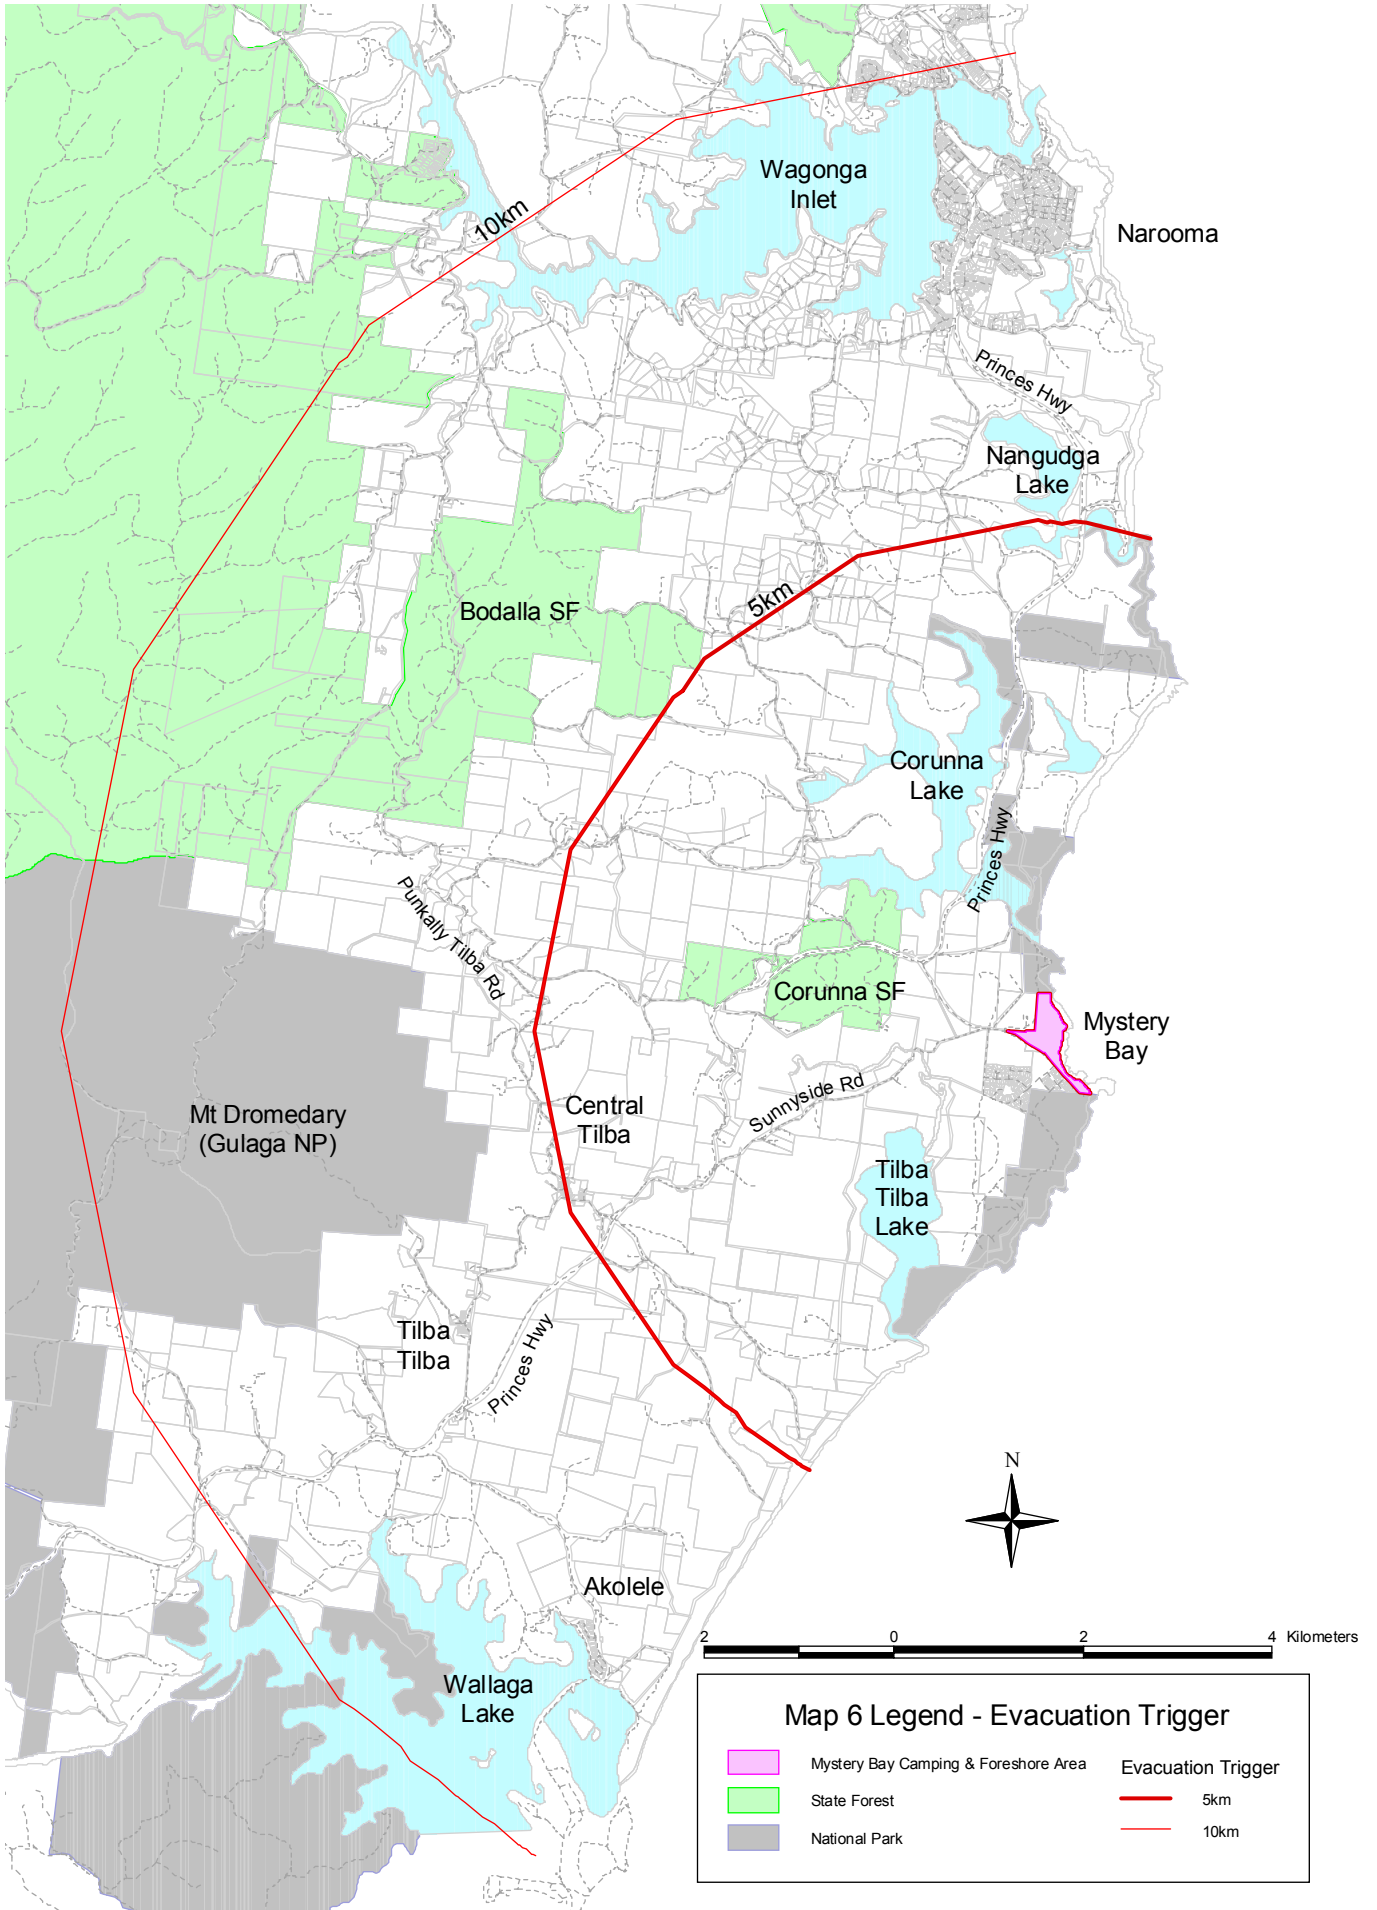 Wagonga
Inlet
Narooma
10km
Princes Hwy
Nangudga
Lake
5km
Bodalla SF
Corunna
Lake
Princes Hwy
Punkally Tilba Rd
Corunna SF
Mystery
Bay
Sunnyside Rd
Central
Tilba
Mt Dromedary
(Gulaga NP)
Tilba
Tilba
Lake
Tilba
Tilba
Princes Hwy
N
Akolele
Wallaga
Lake
2 0 2 4 Kilometers
Map 6 Legend - Evacuation Trigger
Mystery Bay Camping & Foreshore Area
State Forest
National Park
Evacuation Trigger
5km
10km